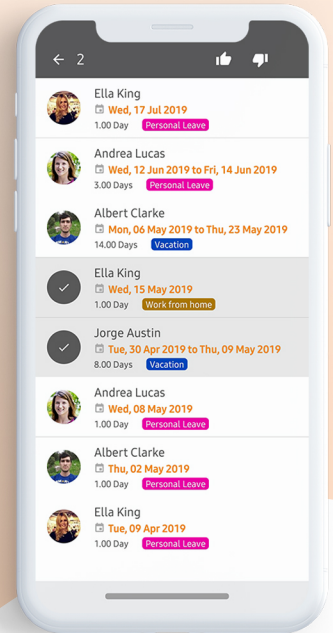 2
Ella King
Wed, 17 Jul 2019
1.00 Day Personal Leave
Andrea Lucas
Wed, 12 Jun 2019 to Fri, 14 Jun 2019
3.00 Days Personal Leave
Albert Clarke
Mon, 06 May 2019 to Thu, 23 May 2019
14.00 Days Vacation
Ella King
Wed, 15 May 2019
1.00 Day Work from home
Jorge Austin
Tue, 30 Apr 2019 to Thu, 09 May 2019
8.00 Days Vacation
Andrea Lucas
Wed, 08 May 2019
1.00 Day Personal Leave
Albert Clarke
Thu, 02 May 2019
1.00 Day Personal Leave
Ella King
Tue, 09 Apr 2019
1.00 Day Personal Leave